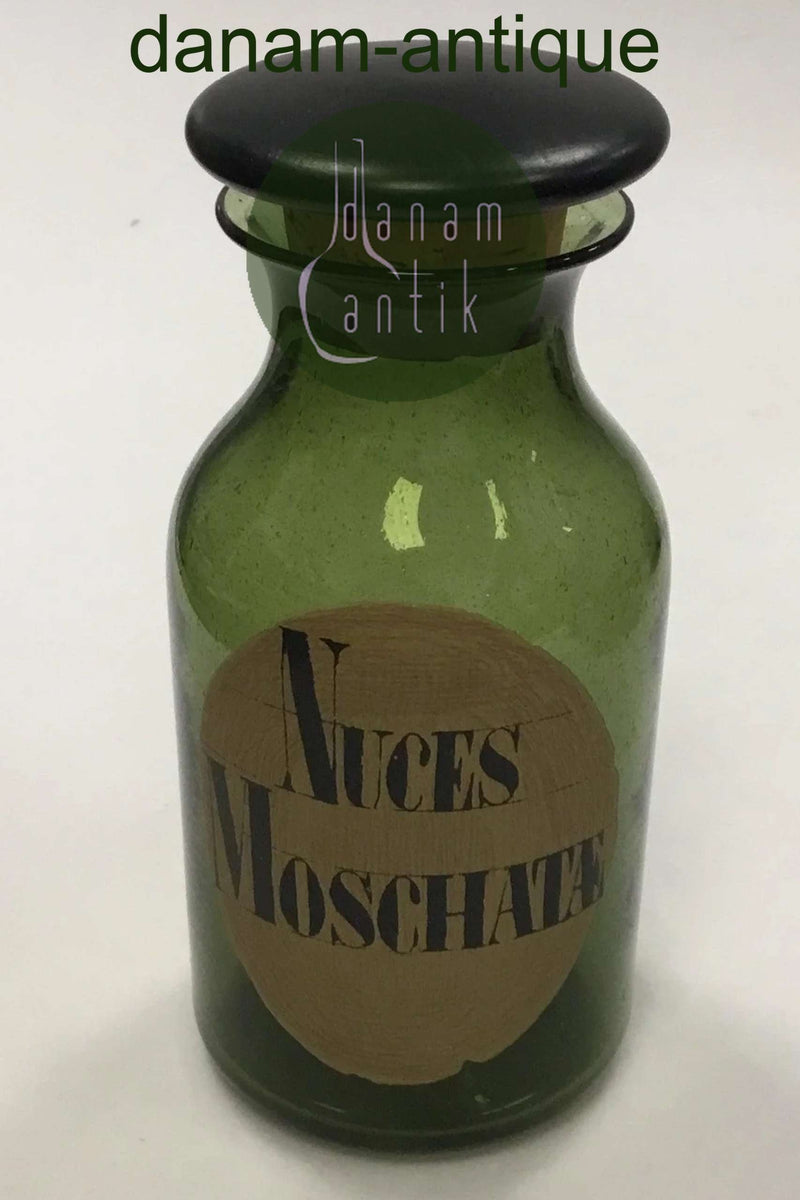 danam-antique
danam
antik
NUCES
MOSCHATÆ